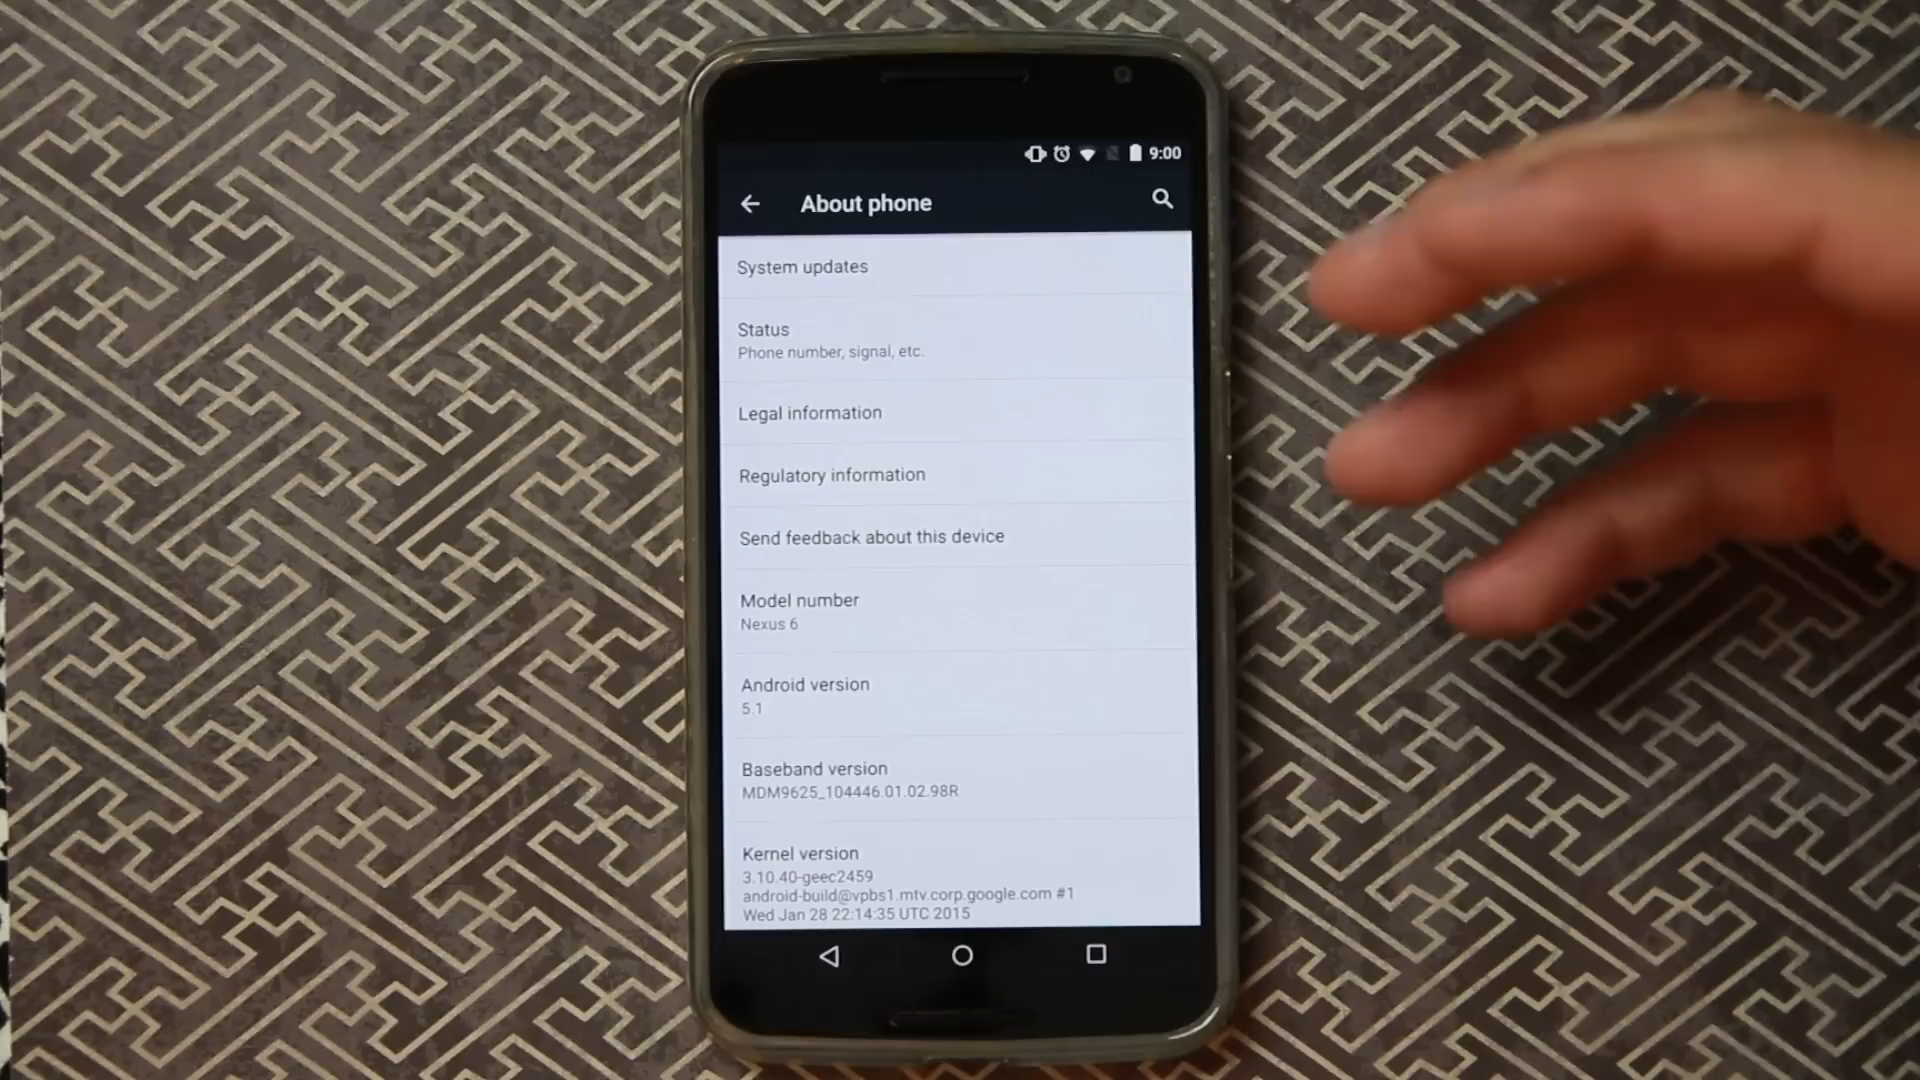 9:00
About phone
System updates
Status
Phone number, signal, etc.
Legal information
Regulatory information
Send feedback about this device
Model number
Nexus 6
Android version
5.1
Baseband version
MDM9625_104446.01.02.98R
Kernel version
3.10.40-geec2459
android-build@vpbs1.mtv.corp.google.com #1
Wed Jan 28 22:14:35 UTC 2015